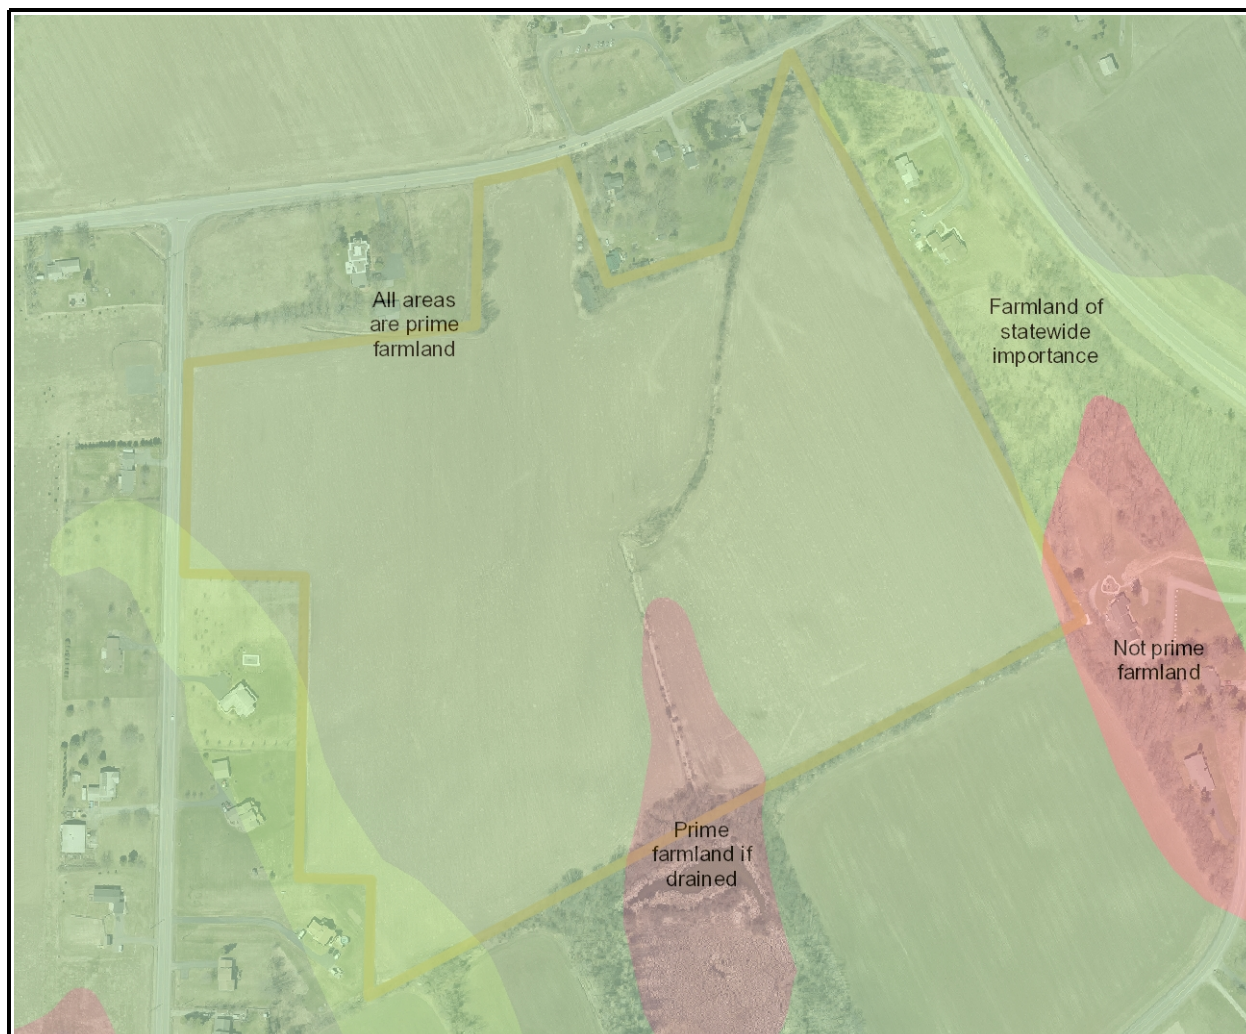 All areas
are prime
farmland
Farmland of
statewide
importance
Not prime
farmland
Prime
farmland if
drained